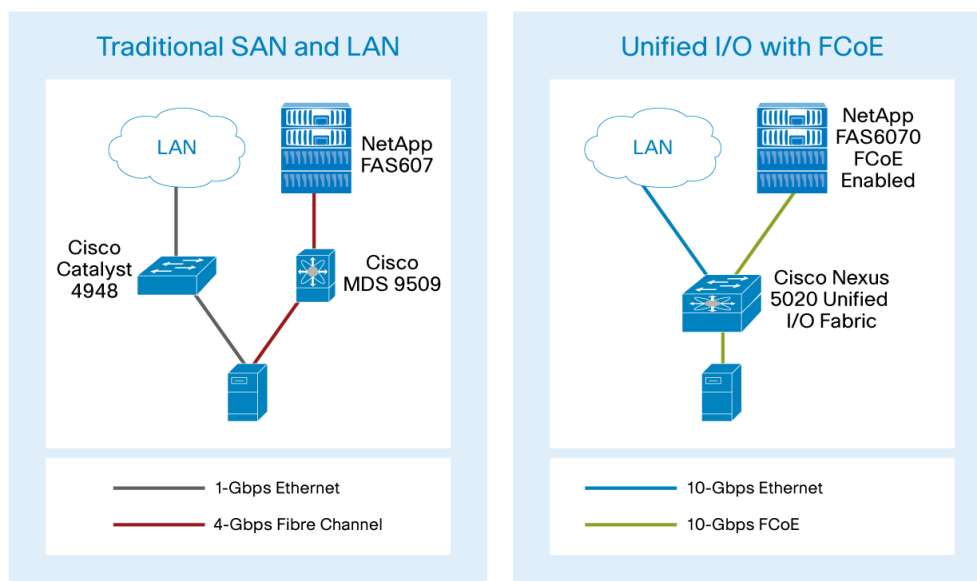 Traditional SAN and LAN
LAN
NetApp
FAS607
Cisco
Catalyst
4948
Cisco
MDS 9509
1-Gbps Ethernet
4-Gbps Fibre Channel
Unified I/O with FCoE
LAN
NetApp
FAS6070
FCoE
Enabled
Cisco Nexus
5020 Unified
I/O Fabric
10-Gbps Ethernet
10-Gbps FCoE